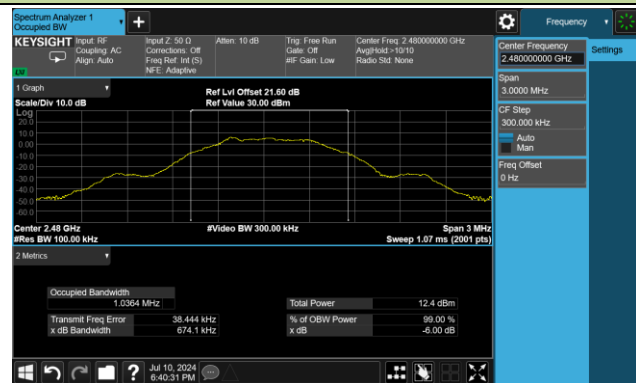 Spectrum Analyzer 1
Occupied BW
Frequency
KEYSIGHT
Input: RF
Coupling: AC
Align: Auto
Input Z: 50 Ω
Corrections: Off
Freq Ref: Int (S)
NFE: Adaptive
Atten: 10 dB
Trig: Free Run
Gate: Off
#IF Gain: Low
Center Freq: 2.480000000 GHz
Avg|Hold:>10/10
Radio Std: None
Center Frequency
2.480000000 GHz
Settings
Span
3.0000 MHz
CF Step
300.000 kHz
Auto
Man
Freq Offset
0 Hz
1 Graph
Scale/Div 10.0 dB
Ref Lvl Offset 21.60 dB
Ref Value 30.00 dBm
Log
20.0
10.0
0.00
-10.0
-20.0
-30.0
-40.0
-50.0
-60.0
Center 2.48 GHz
#Video BW 300.00 kHz
Span 3 MHz
#Res BW 100.00 kHz
Sweep 1.07 ms (2001 pts)
2 Metrics
Occupied Bandwidth
1.0364 MHz
Total Power 12.4 dBm
Transmit Freq Error 38.444 kHz
% of OBW Power 99.00 %
x dB Bandwidth 674.1 kHz
x dB -6.00 dB
?
Jul 10, 2024
6:40:31 PM